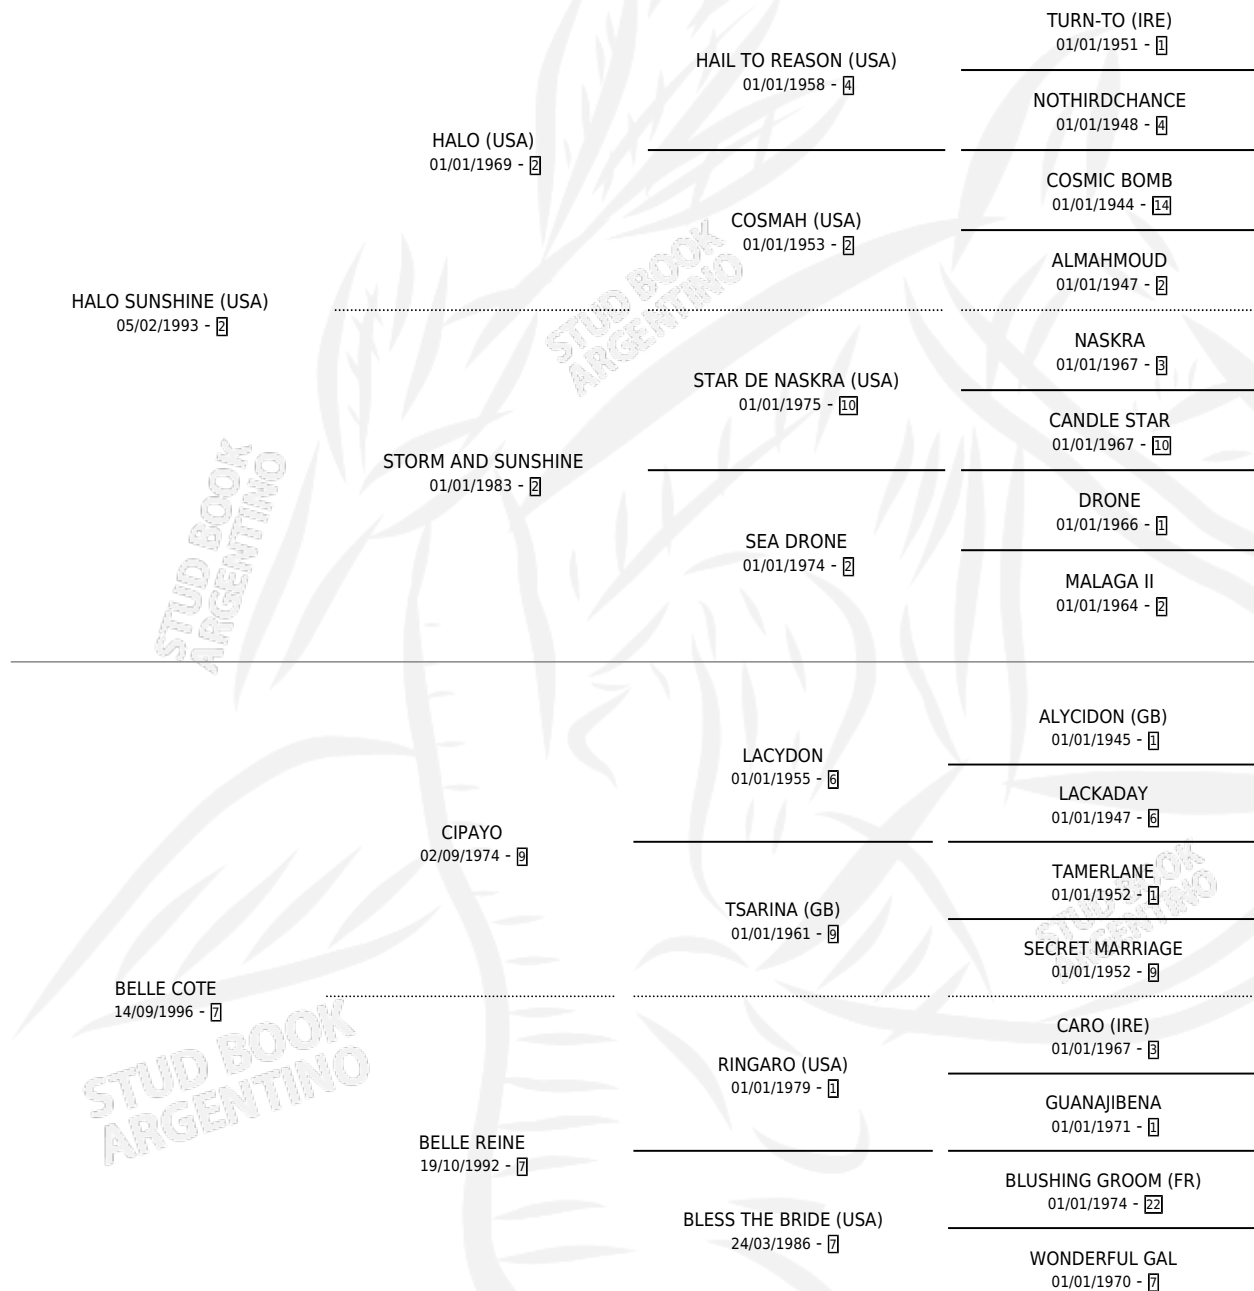 TURN-TO (IRE)
01/01/1951 - 1
HAIL TO REASON (USA)
01/01/1958 - 4
NOTHIRDCHANCE
01/01/1948 - 4
HALO (USA)
01/01/1969 - 2
COSMIC BOMB
01/01/1944 - 14
COSMAH (USA)
01/01/1953 - 2
ALMAHMOUD
01/01/1947 - 2
HALO SUNSHINE (USA)
05/02/1993 - 2
NASKRA
01/01/1967 - 3
STAR DE NASKRA (USA)
01/01/1975 - 10
CANDLE STAR
01/01/1967 - 10
STORM AND SUNSHINE
01/01/1983 - 2
DRONE
01/01/1966 - 1
SEA DRONE
01/01/1974 - 2
MALAGA II
01/01/1964 - 2
ALYCIDON (GB)
01/01/1945 - 1
LACYDON
01/01/1955 - 6
LACKADAY
01/01/1947 - 6
CIPAYO
02/09/1974 - 9
TAMERLANE
01/01/1952 - 1
TSARINA (GB)
01/01/1961 - 9
SECRET MARRIAGE
01/01/1952 - 9
BELLE COTE
14/09/1996 - 7
CARO (IRE)
01/01/1967 - 3
RINGARO (USA)
01/01/1979 - 1
GUANAJIBENA
01/01/1971 - 1
BELLE REINE
19/10/1992 - 7
BLUSHING GROOM (FR)
01/01/1974 - 22
BLESS THE BRIDE (USA)
24/03/1986 - 7
WONDERFUL GAL
01/01/1970 - 7
STUD BOOK
ARGENTINO
STUD BOOK
ARGENTINO
STUD BOOK
ARGENTINO
STUD BOOK
ARGENTINO